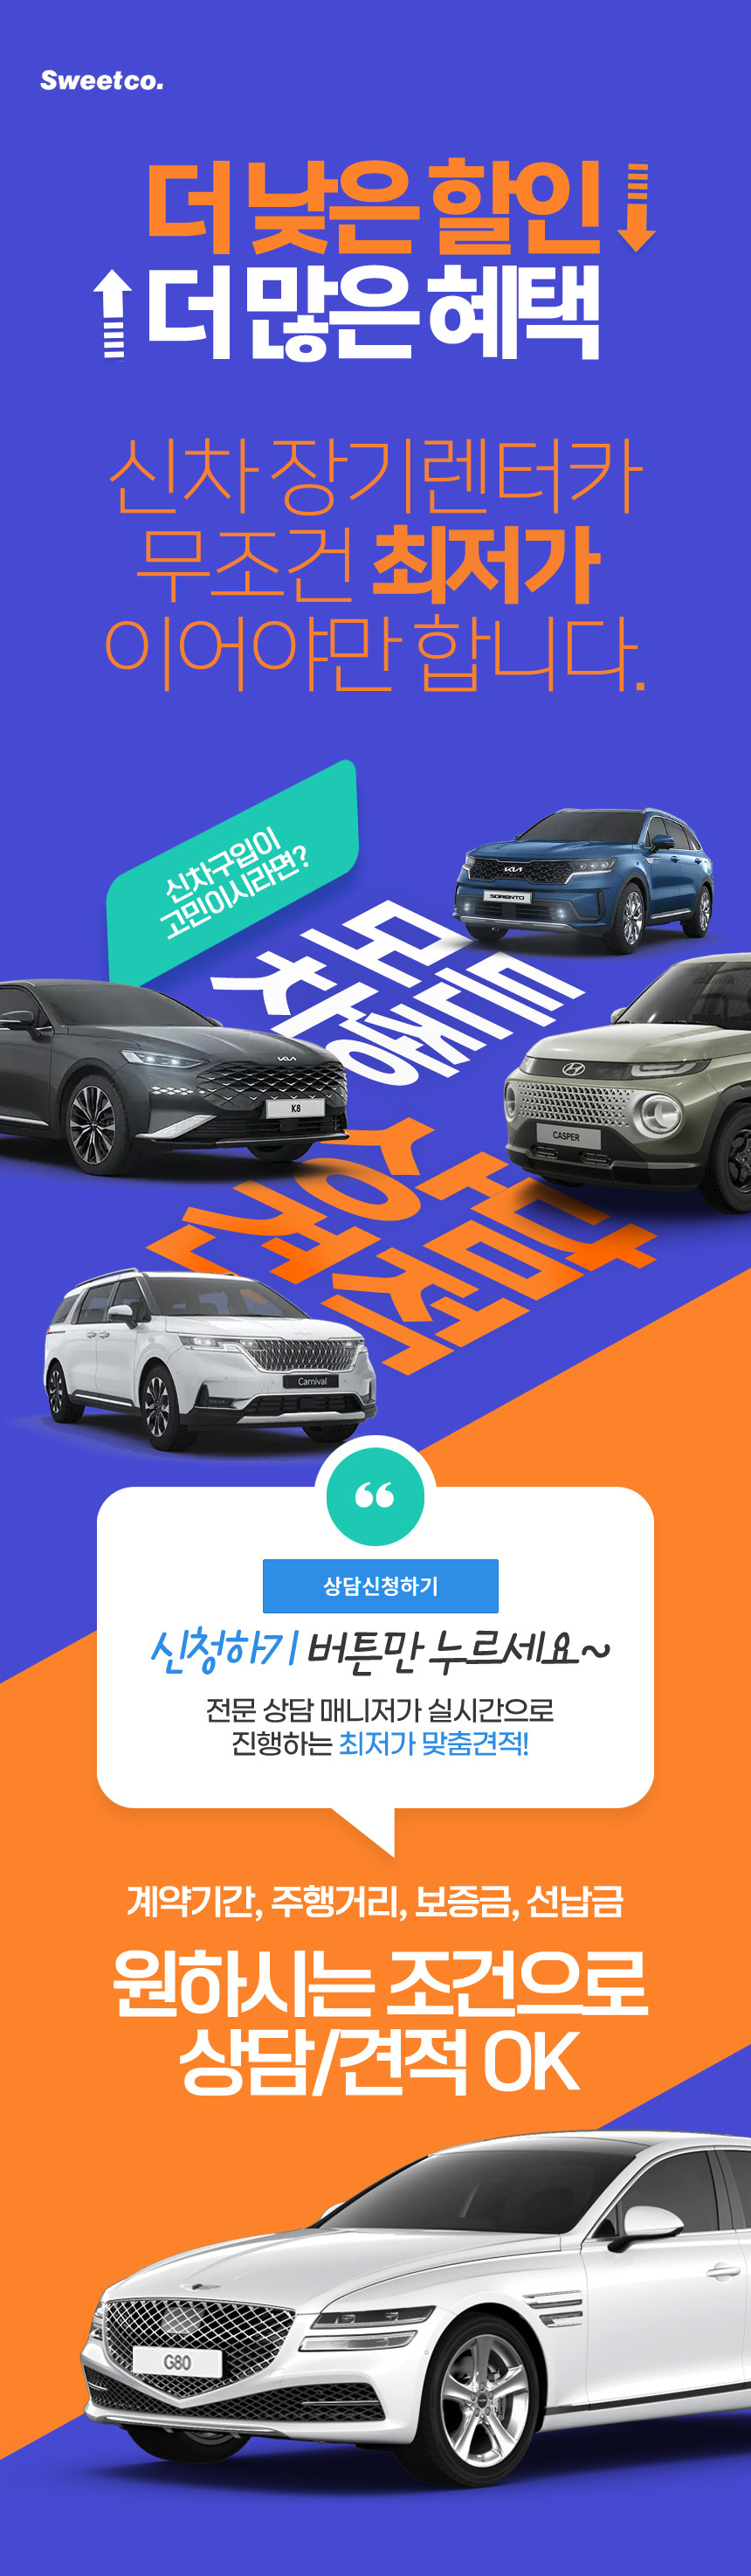 Sweetco.
더 낮은 할인
더 많은 혜택
신차 장기렌터카
무조건 최저가
이어야만 합니다.
신차구입이
고민이시라면?
모든
차종
상담
견적
SORENTO
K8
CASPER
Carnival
상담신청하기
신청하기 버튼만 누르세요~
전문 상담 매니저가 실시간으로
진행하는 최저가 맞춤견적!
계약기간, 주행거리, 보증금, 선납금
원하시는 조건으로
상담/견적 OK
G80